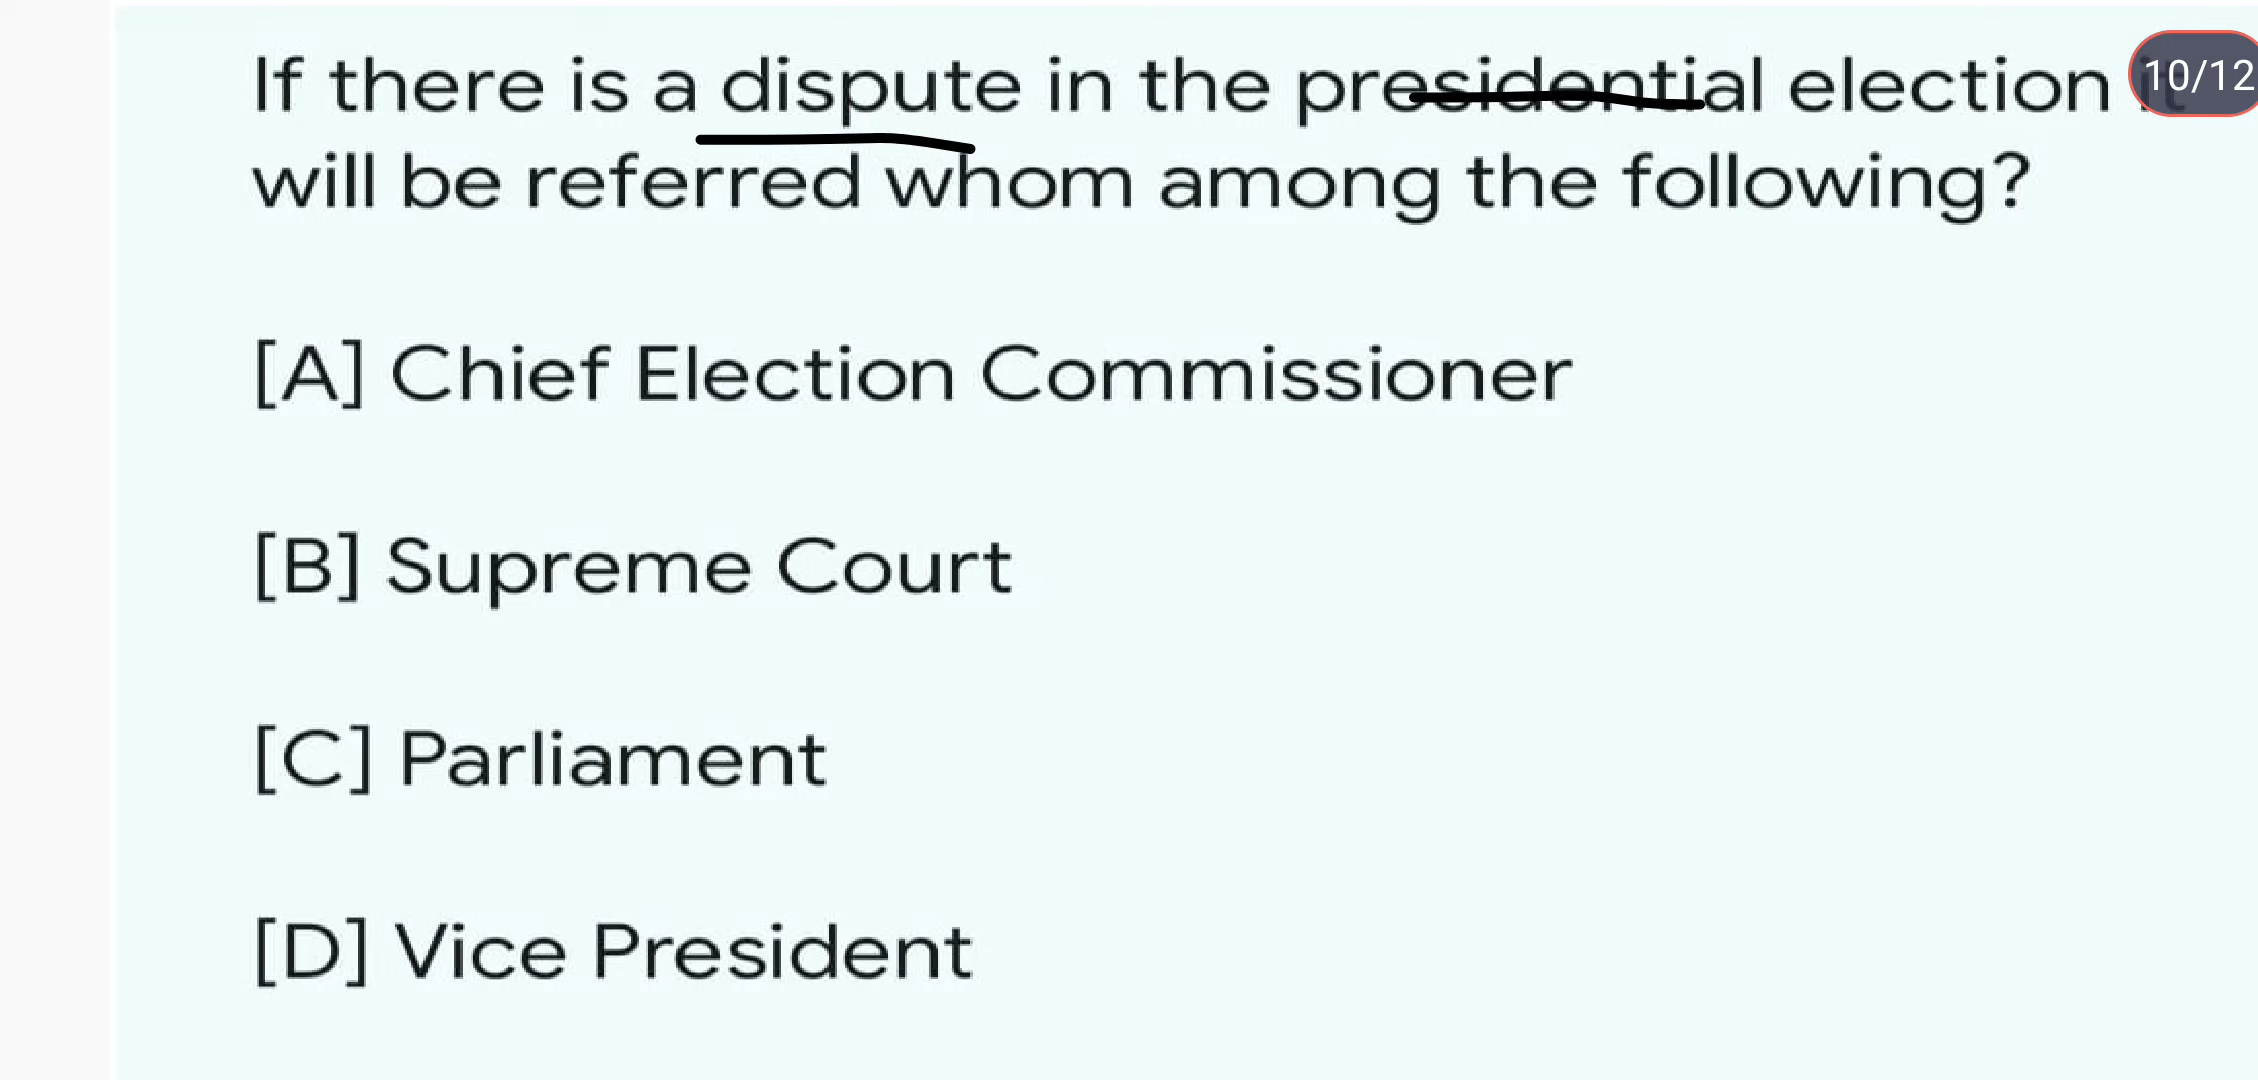 If there is a dispute in the presidential election it
10/12
will be referred whom among the following?
[A] Chief Election Commissioner
[B] Supreme Court
[C] Parliament
[D] Vice President